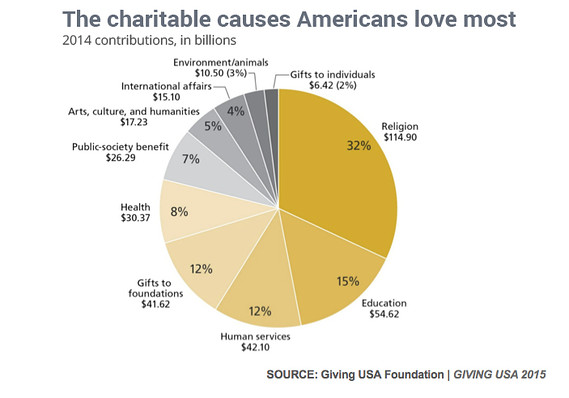 The charitable causes Americans love most
2014 contributions, in billions
Environment/animals
$10.50 (3%)
Gifts to individuals
$6.42 (2%)
International affairs
$15.10
Arts, culture, and humanities
$17.23
Public-society benefit
$26.29
Health
$30.37
Gifts to
foundations
$41.62
Human services
$42.10
Education
$54.62
Religion
$114.90
32%
15%
12%
12%
8%
7%
5%
4%
SOURCE: Giving USA Foundation | GIVING USA 2015